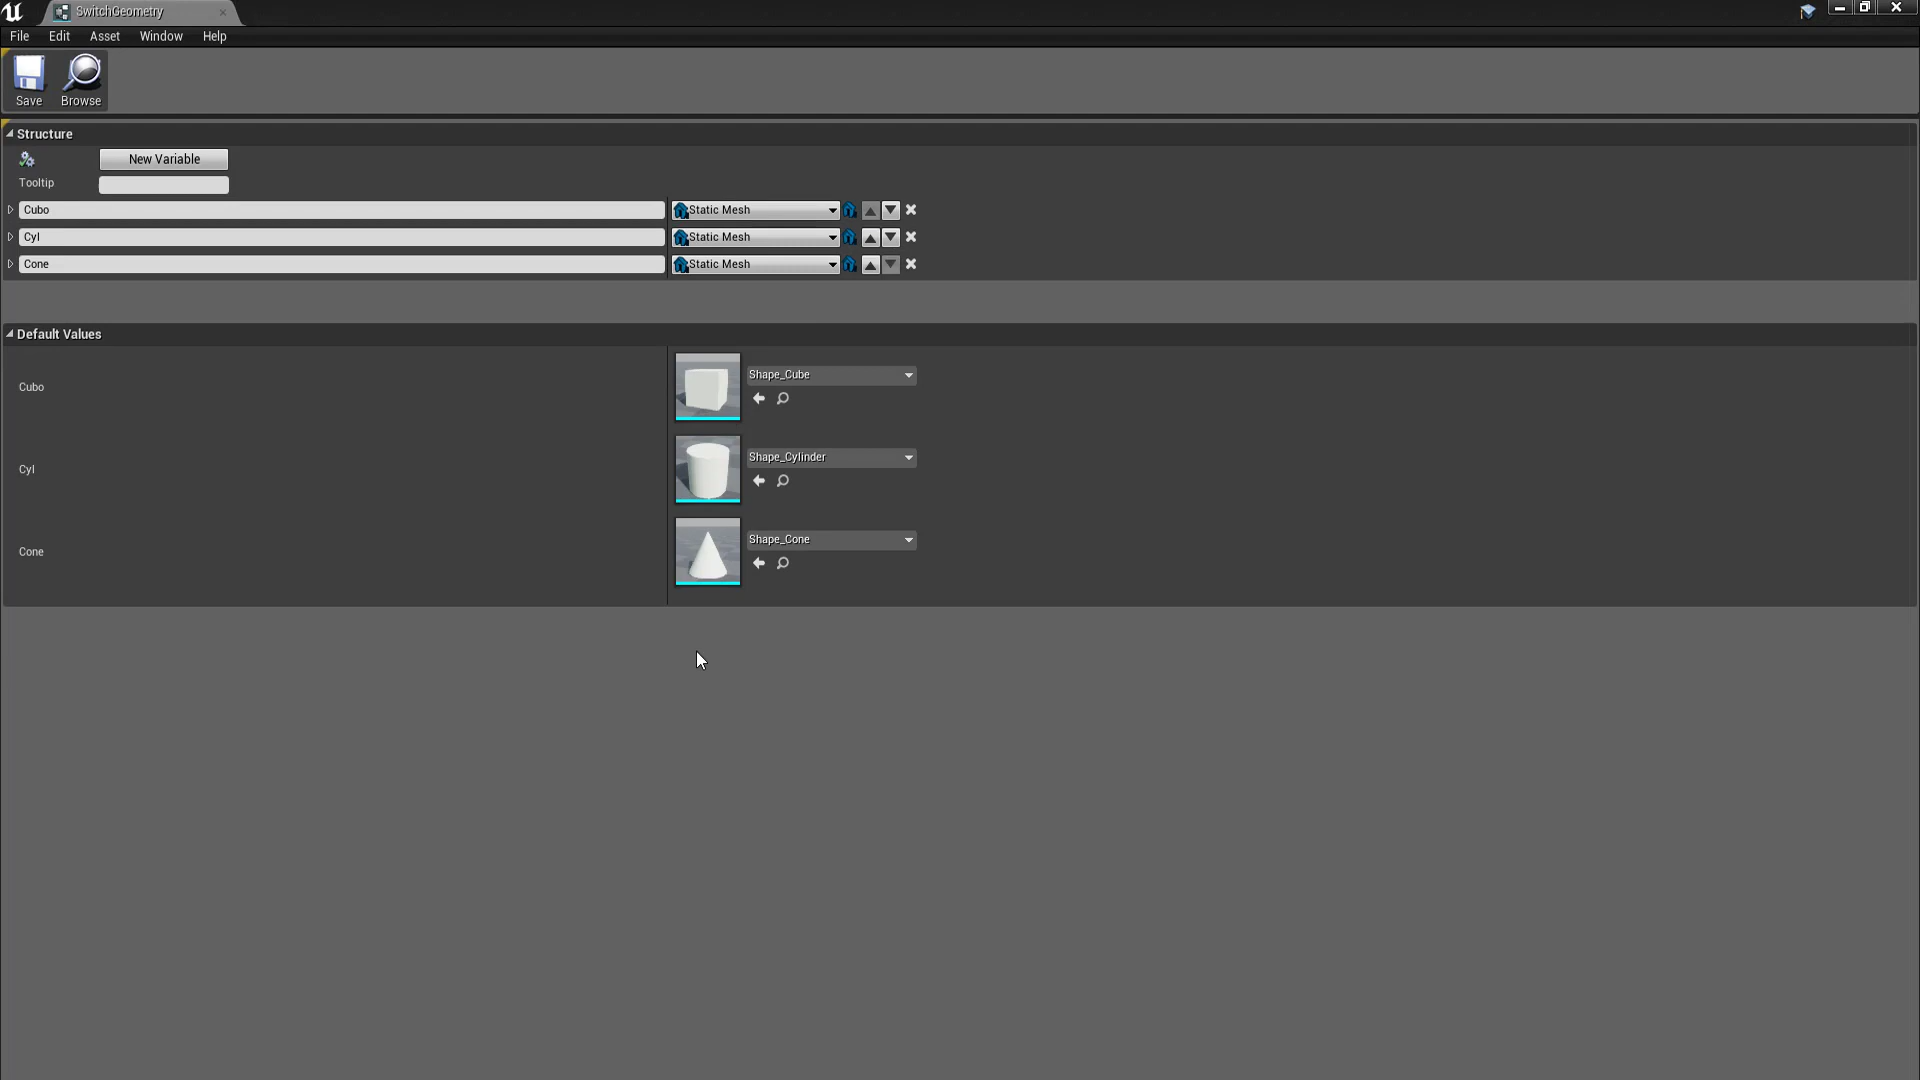 SwitchGeometry
File Edit Asset Window Help
Save Browse
Structure
New Variable
Tooltip
Cubo Static Mesh
Cyl Static Mesh
Cone Static Mesh
Default Values
Cubo Shape_Cube
Cyl Shape_Cylinder
Cone Shape_Cone